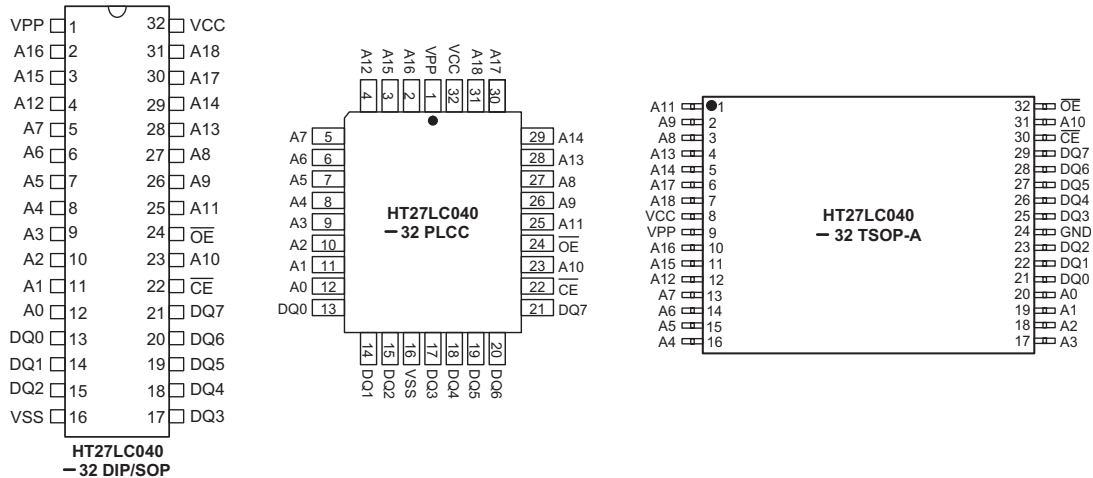 VPP 1 32 VCC
A16 2 31 A18
A15 3 30 A17
A12 4 29 A14
A7 5 28 A13
A6 6 27 A8
A5 7 26 A9
A4 8 25 A11
A3 9 24 OE
A2 10 23 A10
A1 11 22 CE
A0 12 21 DQ7
DQ0 13 20 DQ6
DQ1 14 19 DQ5
DQ2 15 18 DQ4
VSS 16 17 DQ3
HT27LC040
– 32 DIP/SOP
A12 A15 A16 VPP VCC A18 A17
4 3 2 1 32 31 30
A7 5 29 A14
A6 6 28 A13
A5 7 27 A8
A4 8 26 A9
A3 9 25 A11
A2 10 24 OE
A1 11 23 A10
A0 12 22 CE
DQ0 13 21 DQ7
HT27LC040
– 32 PLCC
14 15 16 17 18 19 20
DQ1 DQ2 VSS DQ3 DQ4 DQ5 DQ6
A11 1 32 OE
A9 2 31 A10
A8 3 30 CE
A13 4 29 DQ7
A14 5 28 DQ6
A17 6 27 DQ5
A18 7 26 DQ4
VCC 8 25 DQ3
VPP 9 24 GND
A16 10 23 DQ2
A15 11 22 DQ1
A12 12 21 DQ0
A7 13 20 A0
A6 14 19 A1
A5 15 18 A2
A4 16 17 A3
HT27LC040
– 32 TSOP-A